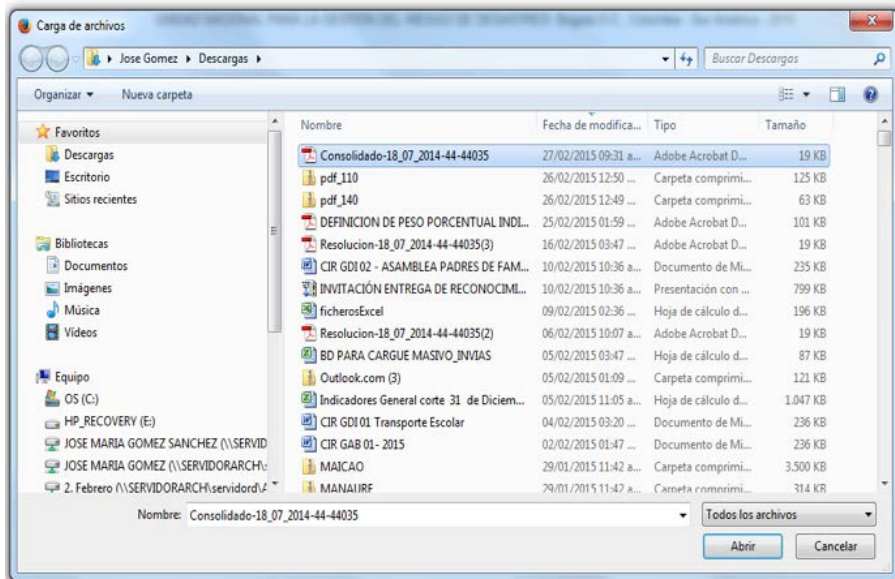 Carga de archivos
Jose Gomez ▸ Descargas ▸
Buscar Descargas
Organizar ▾ Nueva carpeta
Favoritos
Descargas
Escritorio
Sitios recientes
Bibliotecas
Documentos
Imágenes
Música
Vídeos
Equipo
OS (C:)
HP_RECOVERY (E:)
JOSE MARIA GOMEZ SANCHEZ (\\SERVID
JOSE MARIA GOMEZ (\\SERVIDORARCH\
2. Febrero (\\SERVIDORARCH\servidord\
Nombre Fecha de modifica... Tipo Tamaño
Consolidado-18_07_2014-44-44035 27/02/2015 09:31 a... Adobe Acrobat D... 19 KB
pdf_110 26/02/2015 12:50 ... Carpeta comprimi... 125 KB
pdf_140 26/02/2015 12:49 ... Carpeta comprimi... 63 KB
DEFINICION DE PESO PORCENTUAL INDI... 25/02/2015 01:59 ... Adobe Acrobat D... 101 KB
Resolucion-18_07_2014-44-44035(3) 16/02/2015 03:47 ... Adobe Acrobat D... 19 KB
CIR GDI 02 - ASAMBLEA PADRES DE FAM... 10/02/2015 10:36 a... Documento de Mi... 235 KB
INVITACIÓN ENTREGA DE RECONOCIMI... 10/02/2015 10:36 a... Presentación con ... 799 KB
ficherosExcel 09/02/2015 02:36 ... Hoja de cálculo d... 196 KB
Resolucion-18_07_2014-44-44035(2) 06/02/2015 10:07 a... Adobe Acrobat D... 19 KB
BD PARA CARGUE MASIVO_INVIAS 05/02/2015 03:47 ... Hoja de cálculo d... 87 KB
Outlook.com (3) 05/02/2015 01:09 ... Carpeta comprimi... 121 KB
Indicadores General corte 31 de Diciem... 05/02/2015 11:05 a... Hoja de cálculo d... 1.047 KB
CIR GDI 01 Transporte Escolar 04/02/2015 03:20 ... Documento de Mi... 236 KB
CIR GAB 01- 2015 02/02/2015 01:47 ... Documento de Mi... 236 KB
MAICAO 29/01/2015 11:42 a... Carpeta comprimi... 3.500 KB
MANAURE 29/01/2015 11:42 a... Carpeta comprimi... 314 KB
Nombre: Consolidado-18_07_2014-44-44035 Todos los archivos
Abrir Cancelar